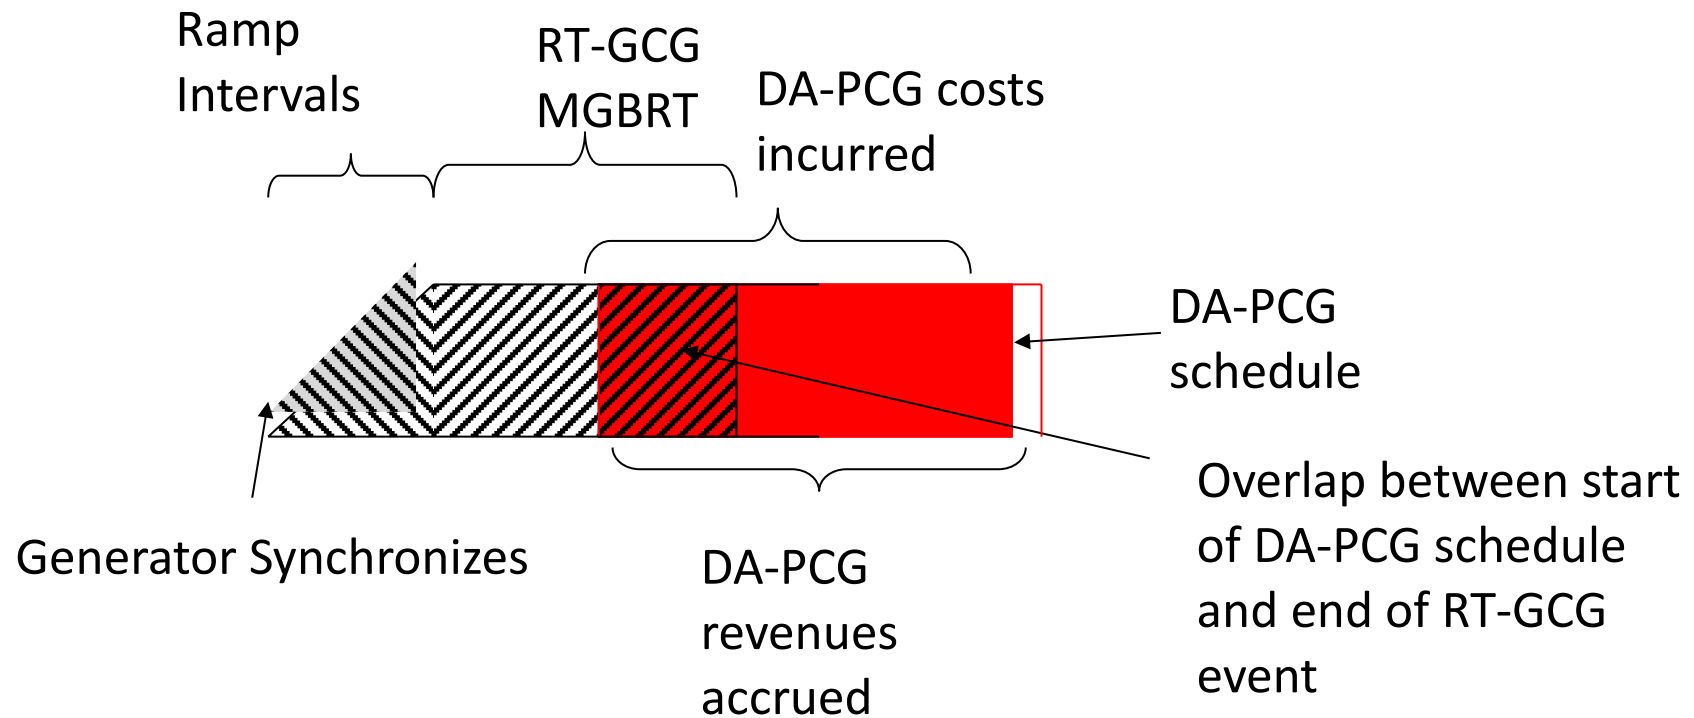 Ramp
Intervals
RT-GCG
MGBRT
DA-PCG costs
incurred
DA-PCG
schedule
Generator Synchronizes
DA-PCG
revenues
accrued
Overlap between start
of DA-PCG schedule
and end of RT-GCG
event